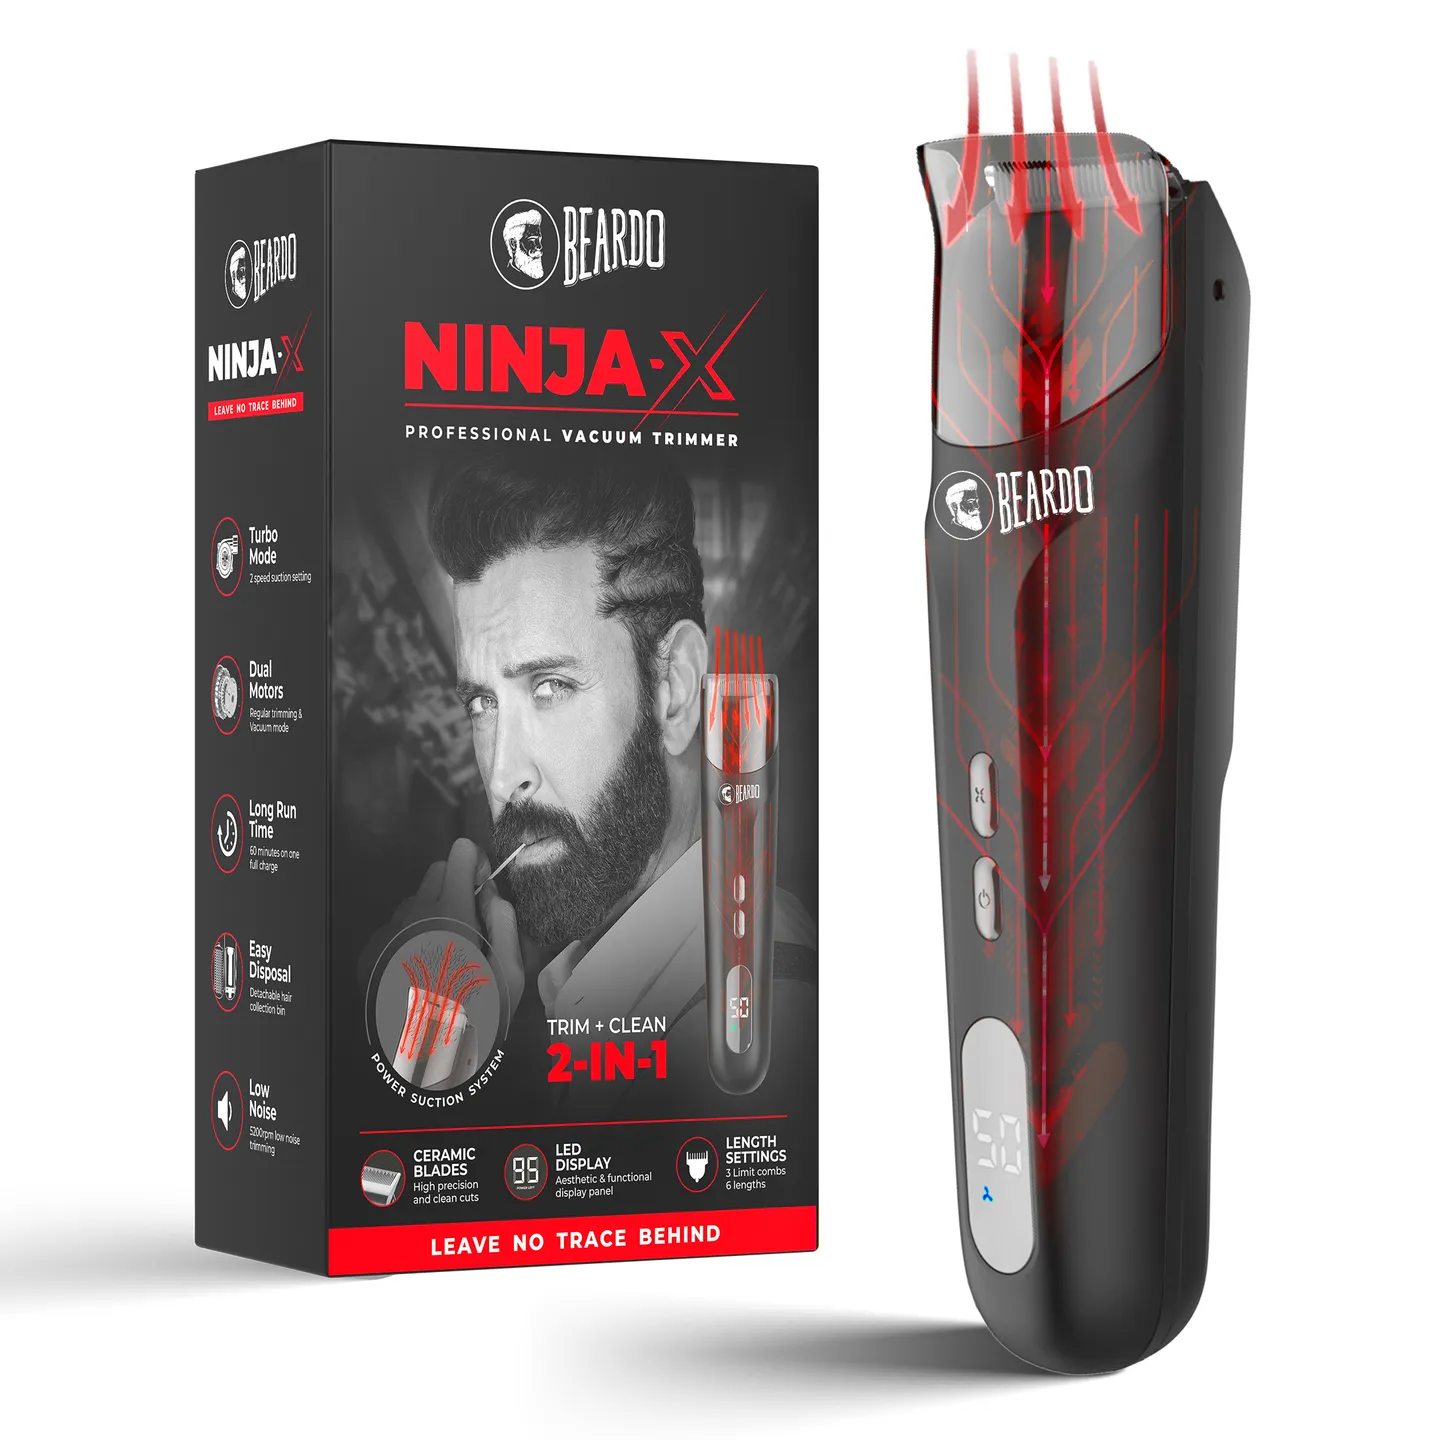 BEARDO
NINJA·X
LEAVE NO TRACE BEHIND
Turbo
Mode
2 speed suction setting
Dual
Motors
Regular trimming &
Vacuum mode
Long Run
Time
60 minutes on one
full charge
Easy
Disposal
Detachable hair
collection bin
Low
Noise
5200rpm low noise
trimming
BEARDO
NINJA·X
PROFESSIONAL VACUUM TRIMMER
BEARDO
50
POWER SUCTION SYSTEM
TRIM + CLEAN
2-IN-1
CERAMIC
BLADES
High precision
and clean cuts
95
POWER LEFT
LED
DISPLAY
Aesthetic & functional
display panel
LENGTH
SETTINGS
3 Limit combs
6 lengths
LEAVE NO TRACE BEHIND
BEARDO
50